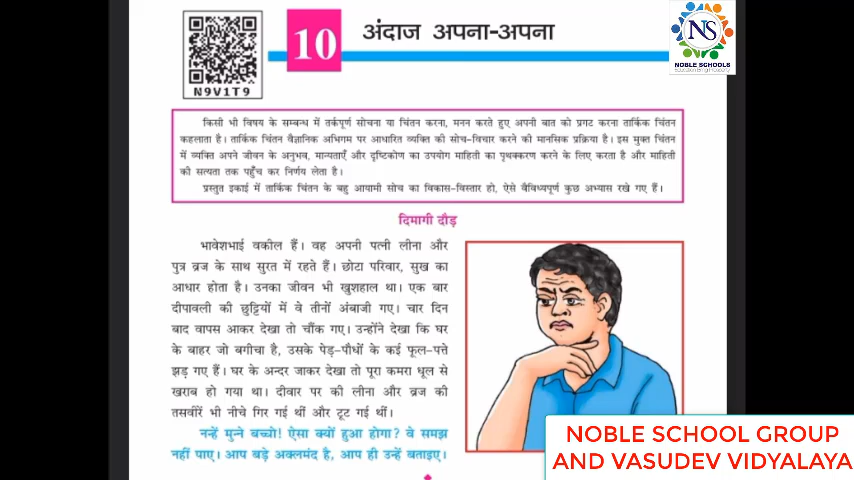 N9V1T9
10
अंदाज अपना-अपना
NS
NOBLE SCHOOLS
किसी भी विषय के सम्बन्ध में तर्कपूर्ण सोचना या चिंतन करना, मनन करते हुए अपनी बात को प्रगट करना तार्किक चिंतन
कहलाता है। तार्किक चिंतन वैज्ञानिक अभिगम पर आधारित व्यक्ति की सोच-विचार करने की मानसिक प्रक्रिया है। इस मुक्त चिंतन
में व्यक्ति अपने जीवन के अनुभव, मान्यताएँ और दृष्टिकोण का उपयोग माहिती का पृथक्करण करने के लिए करता है और माहिती
की सत्यता तक पहुँच कर निर्णय लेता है।
प्रस्तुत इकाई में तार्किक चिंतन के बहु आयामी सोच का विकास-विस्तार हो, ऐसे वैविध्यपूर्ण कुछ अभ्यास रखे गए हैं।
दिमागी दौड़
भावेशभाई वकील हैं। वह अपनी पत्नी लीना और
पुत्र व्रज के साथ सुरत में रहते हैं। छोटा परिवार, सुख का
आधार होता है। उनका जीवन भी खुशहाल था। एक बार
दीपावली की छुट्टियों में वे तीनों अंबाजी गए। चार दिन
बाद वापस आकर देखा तो चौंक गए। उन्होंने देखा कि घर
के बाहर जो बगीचा है, उसके पेड़-पौधों के कई फूल-पत्ते
झड़ गए हैं। घर के अन्दर जाकर देखा तो पूरा कमरा धूल से
खराब हो गया था। दीवार पर की लीना और व्रज की
तसवीरें भी नीचे गिर गई थीं और टूट गई थीं।
नन्हें मुन्ने बच्चो! ऐसा क्यों हुआ होगा? वे समझ
नहीं पाए। आप बड़े अक्लमंद है, आप ही उन्हें बताइए।
NOBLE SCHOOL GROUP
AND VASUDEV VIDYALAYA